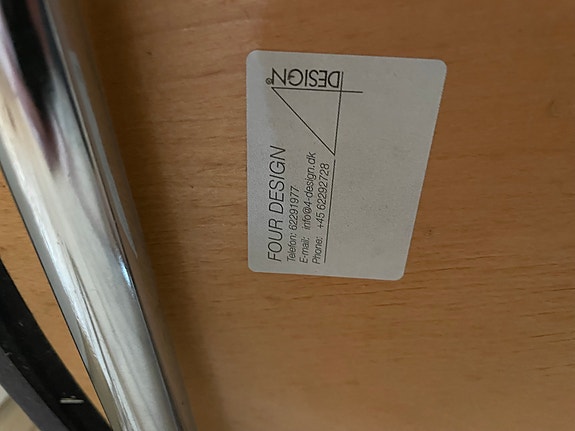 DESIGN®
FOUR DESIGN
Telefon: 62291977
E-mail: info@4-design.dk
Phone: +45 62292728